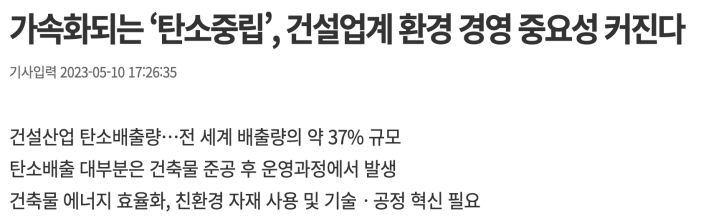 가속화되는 ‘탄소중립’, 건설업계 환경 경영 중요성 커진다
기사입력 2023-05-10 17:26:35
건설산업 탄소배출량…전 세계 배출량의 약 37% 규모
탄소배출 대부분은 건축물 준공 후 운영과정에서 발생
건축물 에너지 효율화, 친환경 자재 사용 및 기술ㆍ공정 혁신 필요